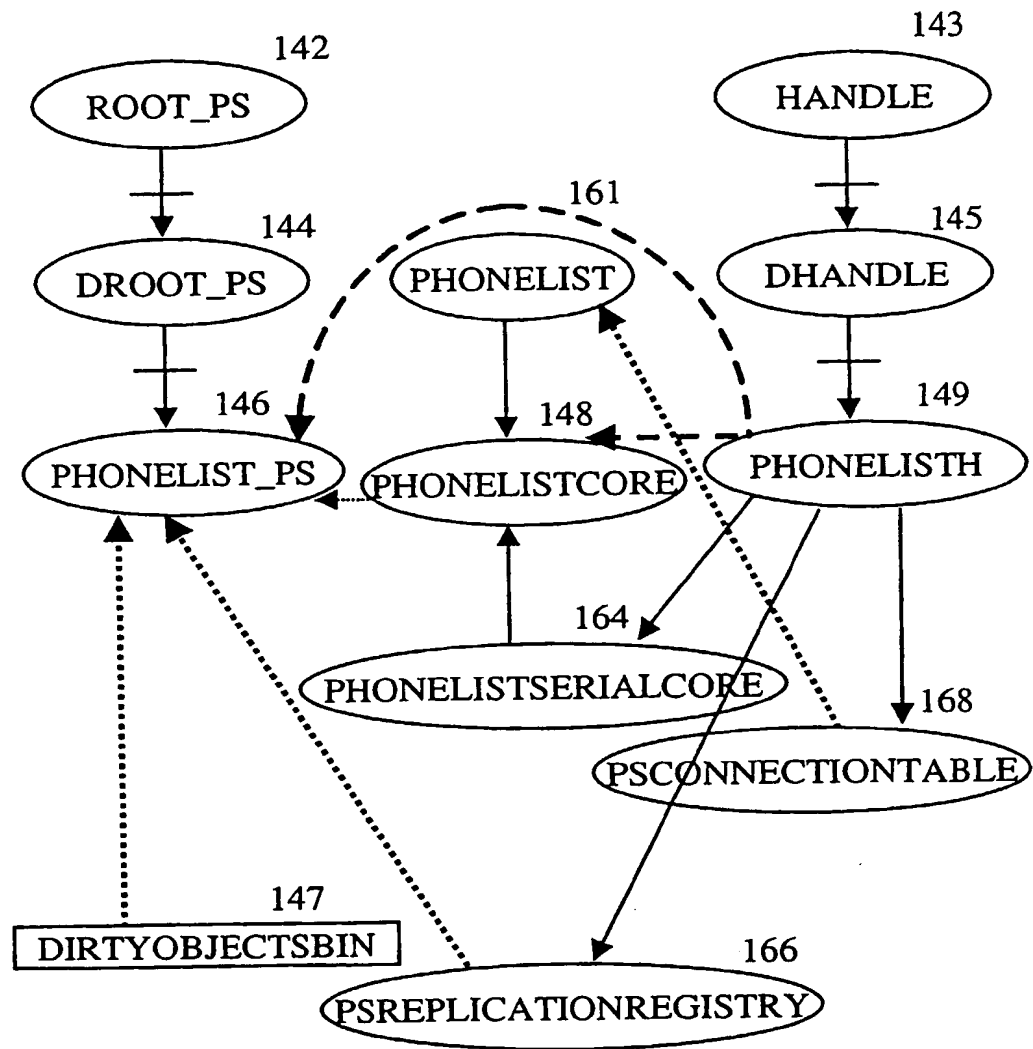 142
143
ROOT_PS
HANDLE
161
144
145
DROOT_PS
PHONELIST
DHANDLE
146
148
149
PHONELIST_PS
PHONELISTCORE
PHONELISTH
164
PHONELISTSERIALCORE
168
PSCONNECTIONTABLE
147
DIRTYOBJECTSBIN
166
PSREPLICATIONREGISTRY